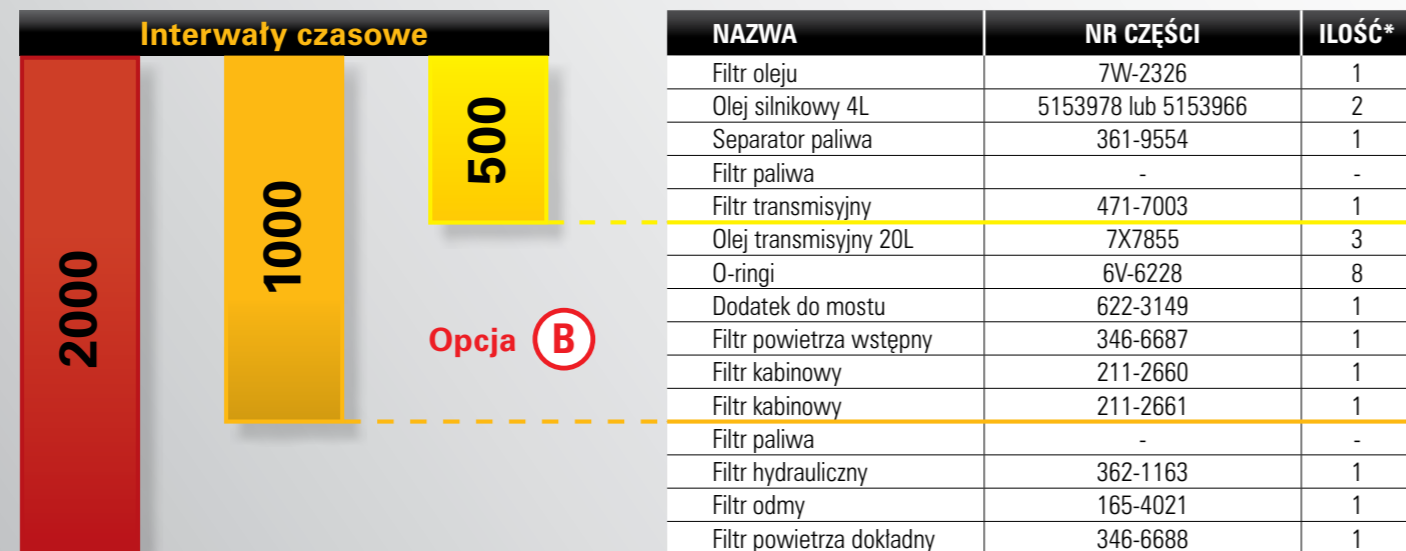 Interwały czasowe
2000
1000
500
Opcja B
NAZWA NR CZĘŚCI ILOŚĆ*
Filtr oleju 7W-2326 1
Olej silnikowy 4L 5153978 lub 5153966 2
Separator paliwa 361-9554 1
Filtr paliwa - -
Filtr transmisyjny 471-7003 1
Olej transmisyjny 20L 7X7855 3
O-ringi 6V-6228 8
Dodatek do mostu 622-3149 1
Filtr powietrza wstępny 346-6687 1
Filtr kabinowy 211-2660 1
Filtr kabinowy 211-2661 1
Filtr paliwa - -
Filtr hydrauliczny 362-1163 1
Filtr odmy 165-4021 1
Filtr powietrza dokładny 346-6688 1